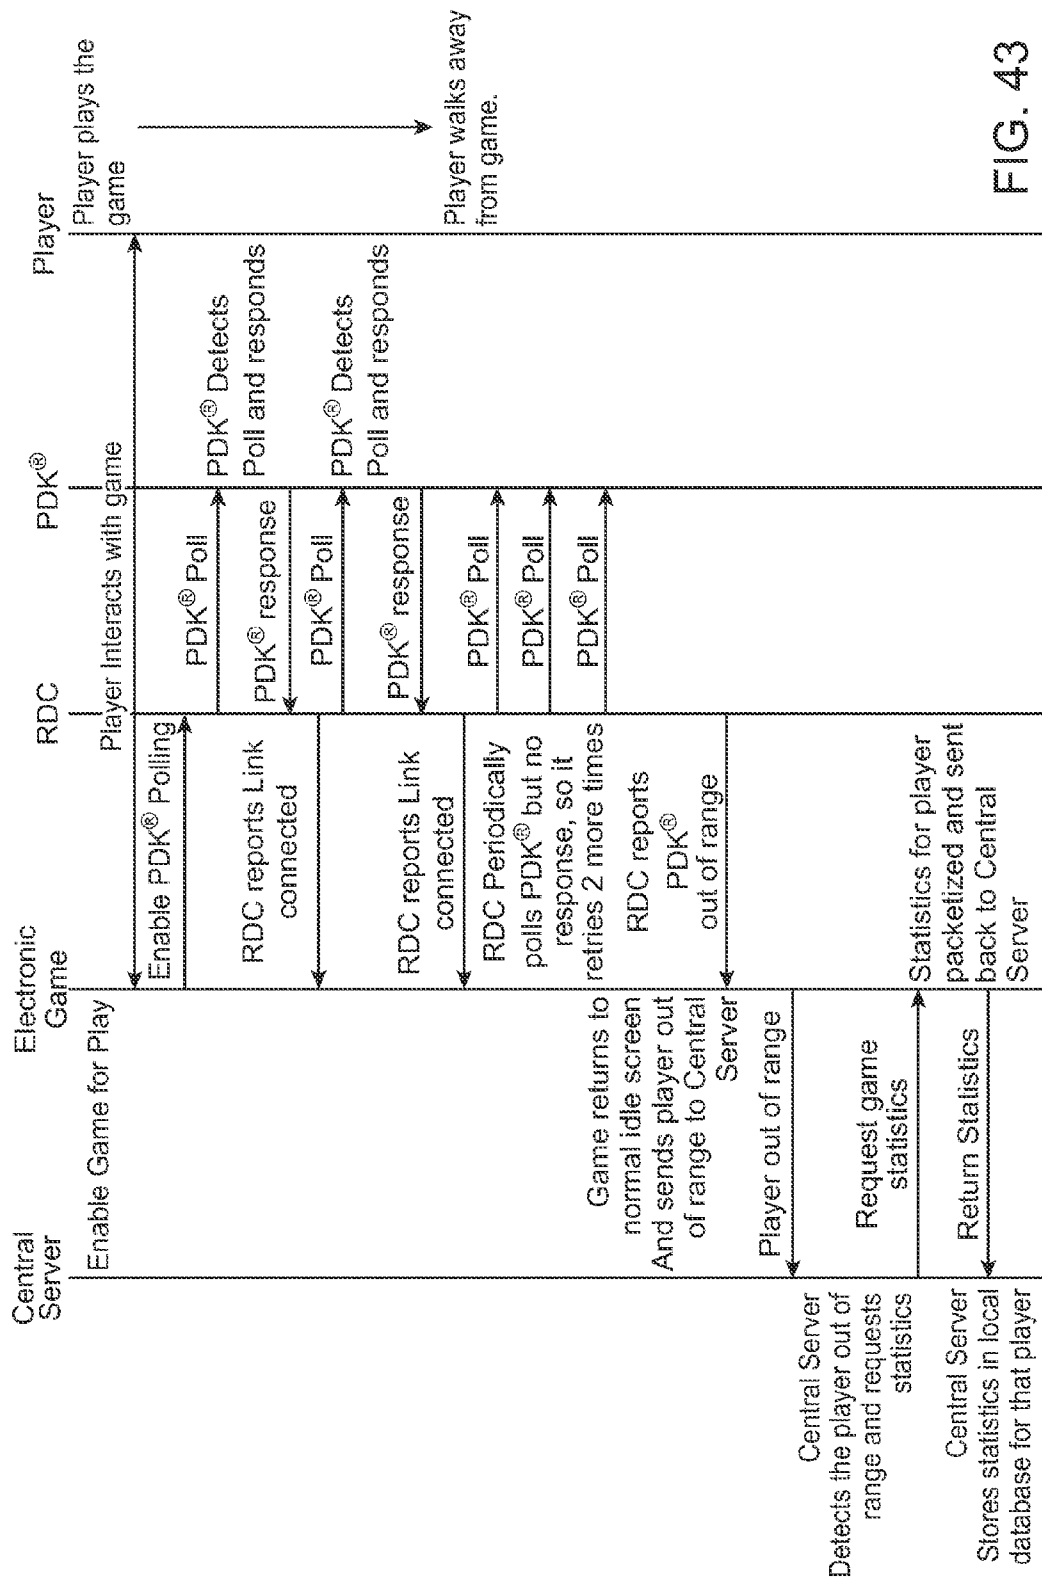 Central
Server
Electronic
Game
RDC
PDK®
Player
Enable Game for Play
Player Interacts with game
Player plays the
game
Enable PDK® Polling
PDK® Poll
PDK® Detects
Poll and responds
PDK® response
RDC reports Link
connected
PDK® Poll
PDK® Detects
Poll and responds
PDK® response
RDC reports Link
connected
Player walks away
from game.
RDC Periodically
polls PDK® but no
response, so it
retries 2 more times
PDK® Poll
PDK® Poll
PDK® Poll
RDC reports
PDK®
out of range
Game returns to
normal idle screen
And sends player out
of range to Central
Server
Player out of range
Central Server
Detects the player out of
range and requests
statistics
Request game
statistics
Statistics for player
packetized and sent
back to Central
Server
Return Statistics
Central Server
Stores statistics in local
database for that player
FIG. 43